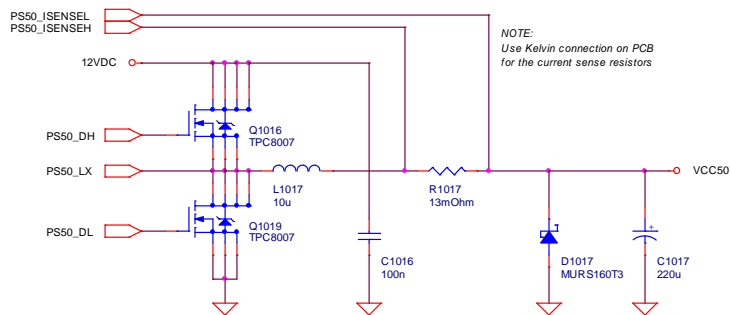 PS50_ISENSEL
PS50_ISENSEH
NOTE:
Use Kelvin connection on PCB
for the current sense resistors
12VDC
PS50_DH
Q1016
TPC8007
PS50_LX
VCC50
L1017
10u
R1017
13mOhm
PS50_DL
Q1019
TPC8007
C1016
100n
D1017
MURS160T3
+
C1017
220u